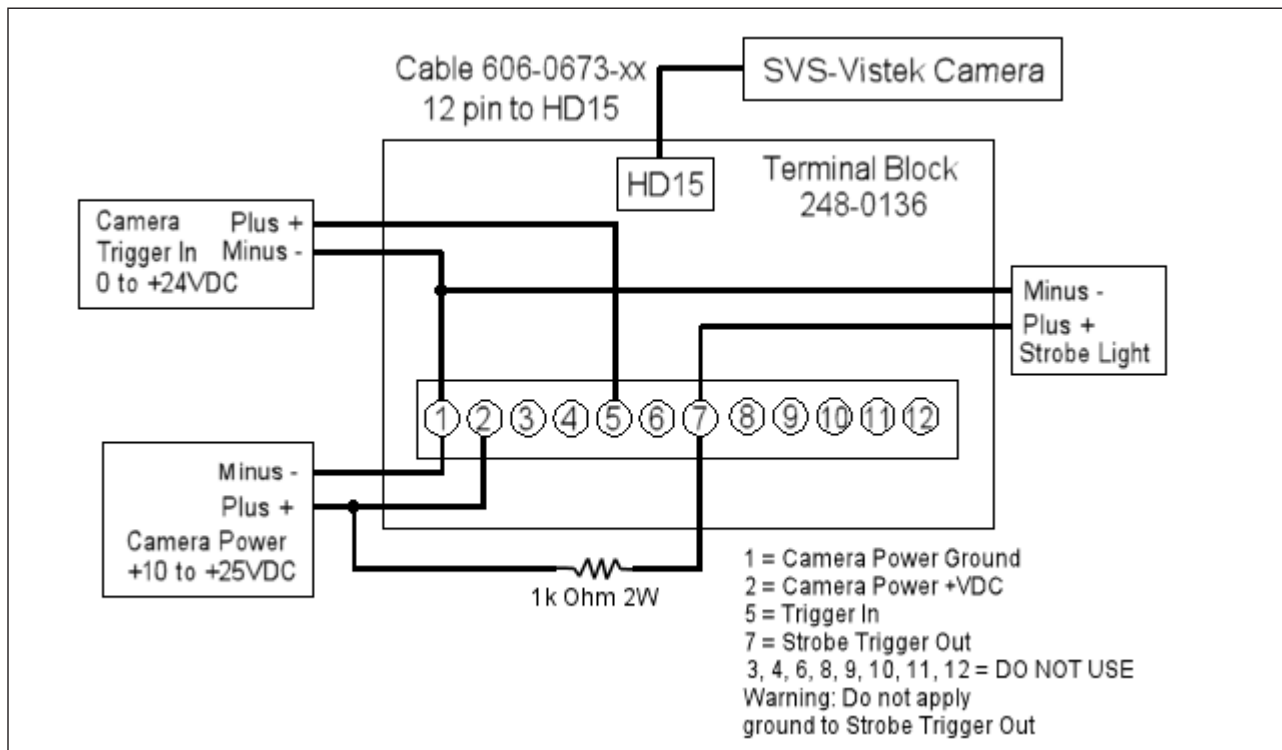 Cable 606-0673-xx
12 pin to HD15
SVS-Vistek Camera
HD15
Terminal Block
248-0136
Camera Plus +
Trigger In Minus -
0 to +24VDC
Minus -
Plus +
Strobe Light
1 2 3 4 5 6 7 8 9 10 11 12
Minus -
Plus +
Camera Power
+10 to +25VDC
1k Ohm 2W
1 = Camera Power Ground
2 = Camera Power +VDC
5 = Trigger In
7 = Strobe Trigger Out
3, 4, 6, 8, 9, 10, 11, 12 = DO NOT USE
Warning: Do not apply
ground to Strobe Trigger Out